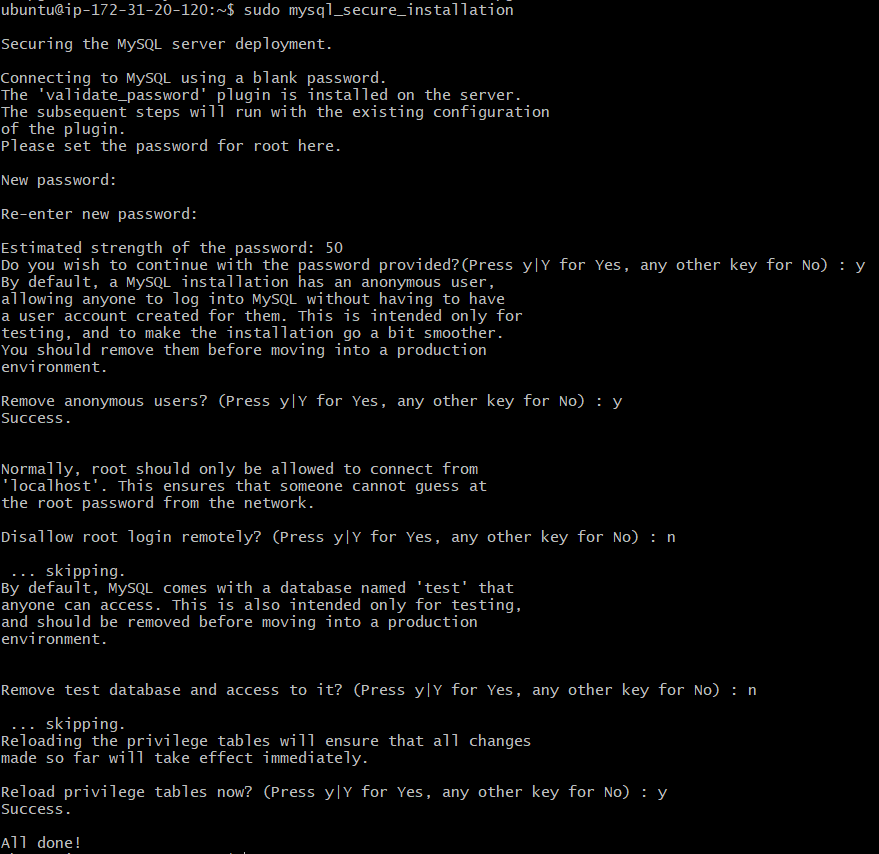 ubuntu@ip-172-31-20-120:~$ sudo mysql_secure_installation
Securing the MySQL server deployment.
Connecting to MySQL using a blank password.
The 'validate_password' plugin is installed on the server.
The subsequent steps will run with the existing configuration
of the plugin.
Please set the password for root here.
New password:
Re-enter new password:
Estimated strength of the password: 50
Do you wish to continue with the password provided?(Press y|Y for Yes, any other key for No) : y
By default, a MySQL installation has an anonymous user,
allowing anyone to log into MySQL without having to have
a user account created for them. This is intended only for
testing, and to make the installation go a bit smoother.
You should remove them before moving into a production
environment.
Remove anonymous users? (Press y|Y for Yes, any other key for No) : y
Success.
Normally, root should only be allowed to connect from
'localhost'. This ensures that someone cannot guess at
the root password from the network.
Disallow root login remotely? (Press y|Y for Yes, any other key for No) : n
 ... skipping.
By default, MySQL comes with a database named 'test' that
anyone can access. This is also intended only for testing,
and should be removed before moving into a production
environment.
Remove test database and access to it? (Press y|Y for Yes, any other key for No) : n
 ... skipping.
Reloading the privilege tables will ensure that all changes
made so far will take effect immediately.
Reload privilege tables now? (Press y|Y for Yes, any other key for No) : y
Success.
All done!